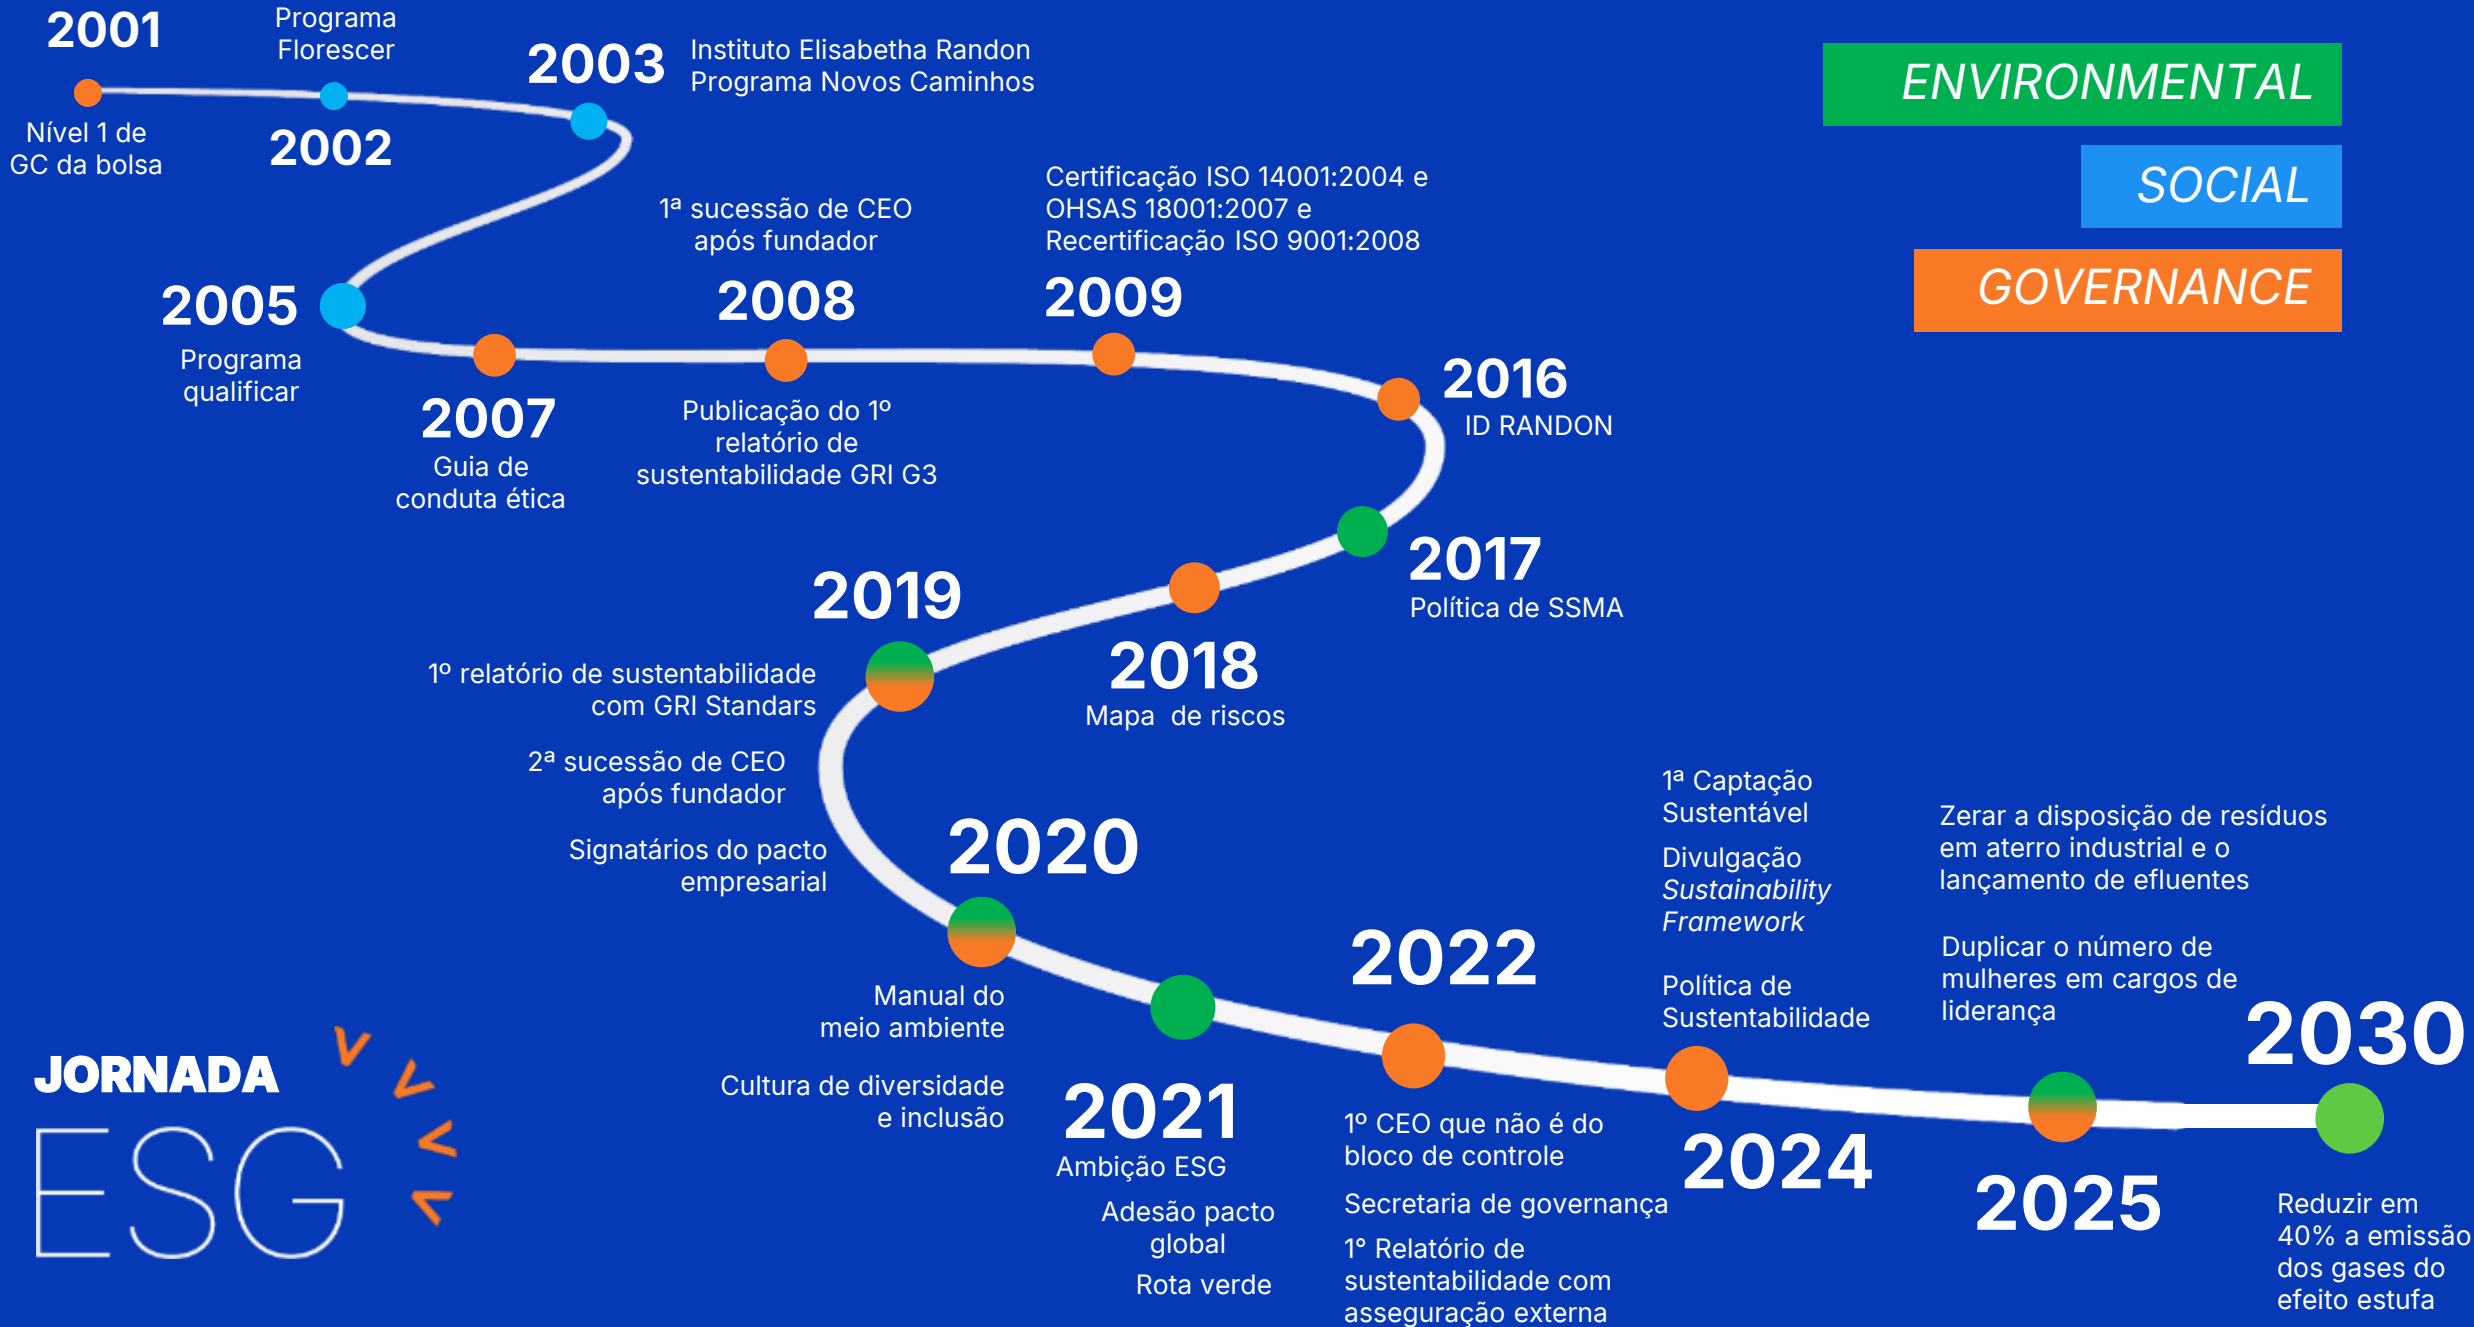 2001
Nível 1 de
GC da bolsa
Programa
Florescer
2002
2003
Instituto Elisabetha Randon
Programa Novos Caminhos
ENVIRONMENTAL
SOCIAL
GOVERNANCE
2005
Programa
qualificar
2007
Guia de
conduta ética
1ª sucessão de CEO
após fundador
2008
Publicação do 1º
relatório de
sustentabilidade GRI G3
Certificação ISO 14001:2004 e
OHSAS 18001:2007 e
Recertificação ISO 9001:2008
2009
2016
ID RANDON
2017
Política de SSMA
2018
Mapa de riscos
2019
1º relatório de sustentabilidade
com GRI Standars
2ª sucessão de CEO
após fundador
Signatários do pacto
empresarial
2020
Manual do
meio ambiente
Cultura de diversidade
e inclusão
2021
Ambição ESG
Adesão pacto
global
Rota verde
2022
1º CEO que não é do
bloco de controle
Secretaria de governança
1° Relatório de
sustentabilidade com
asseguração externa
1ª Captação
Sustentável
Divulgação
Sustainability
Framework
Política de
Sustentabilidade
2024
Zerar a disposição de resíduos
em aterro industrial e o
lançamento de efluentes
Duplicar o número de
mulheres em cargos de
liderança
2025
2030
Reduzir em
40% a emissão
dos gases do
efeito estufa
JORNADA
ESG